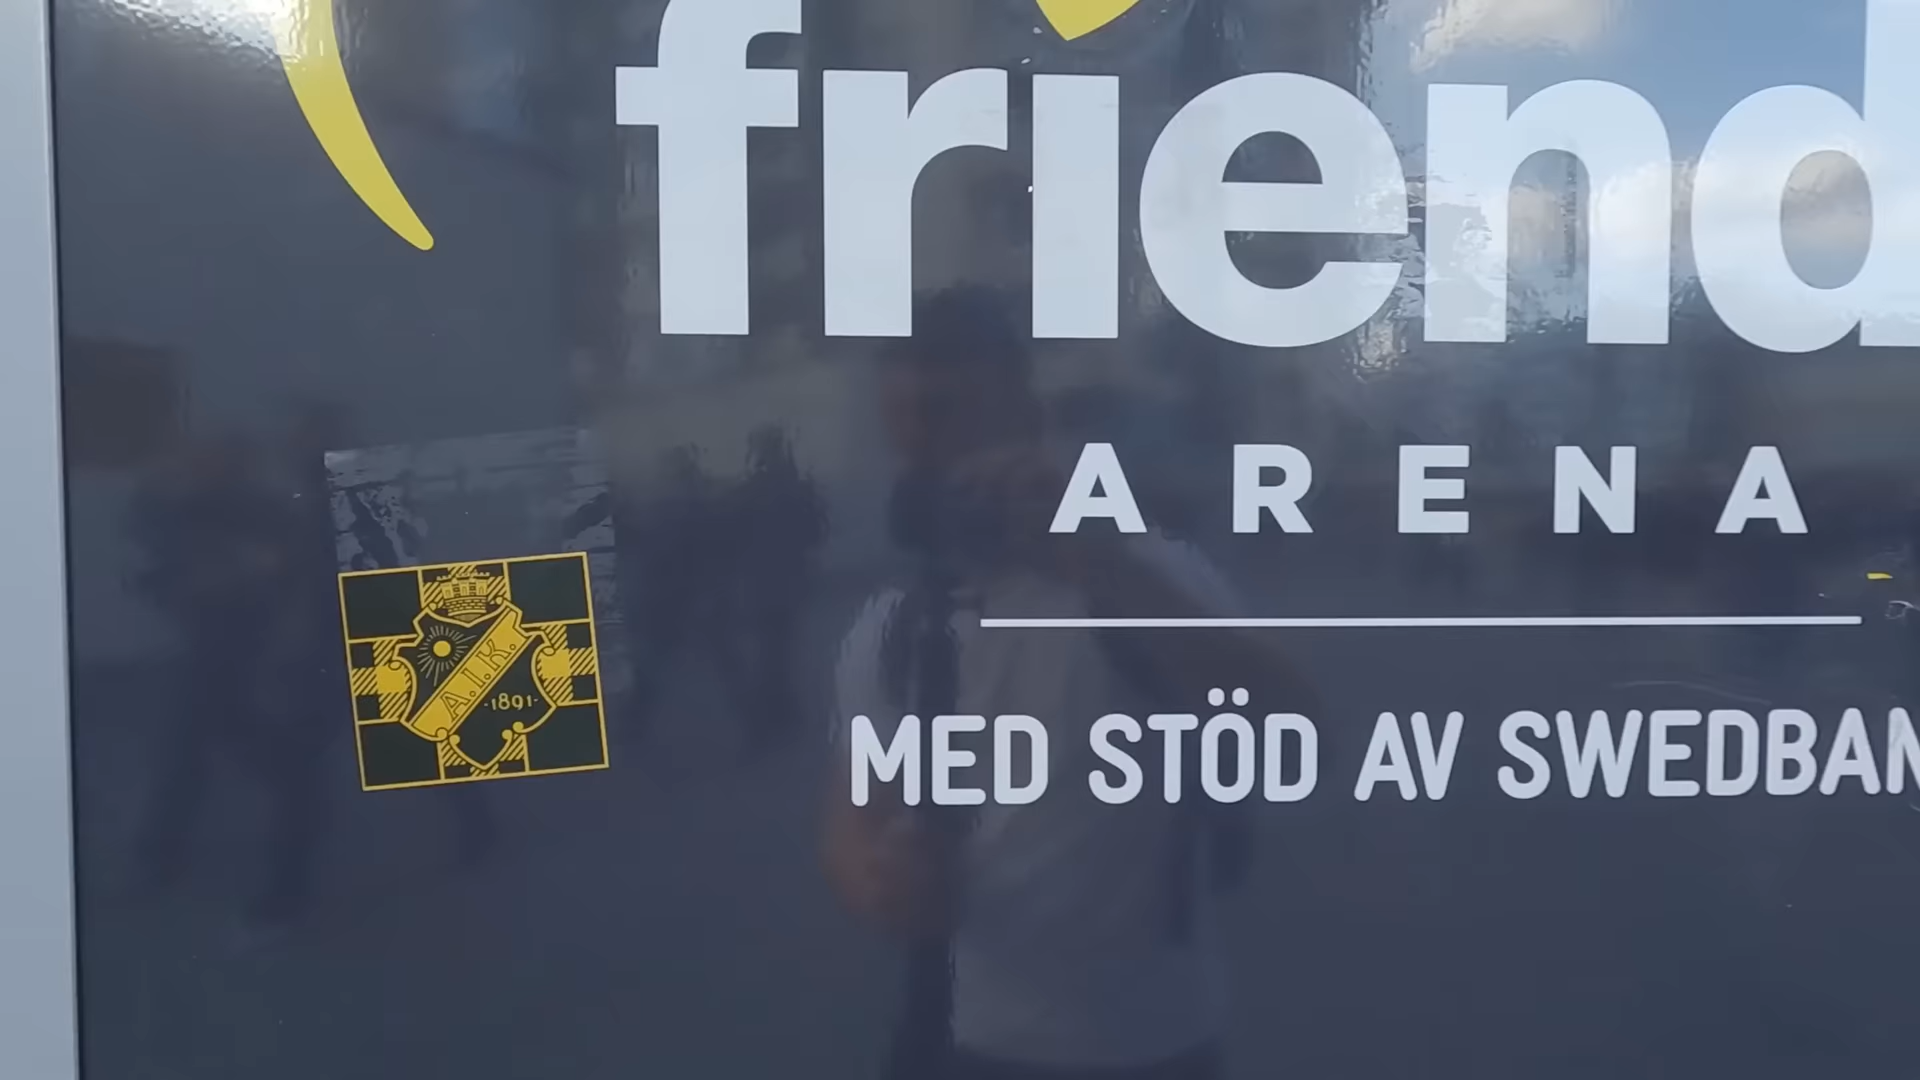 friend
ARENA
MED STÖD AV SWEDBAN
A.I.K.
-1891-